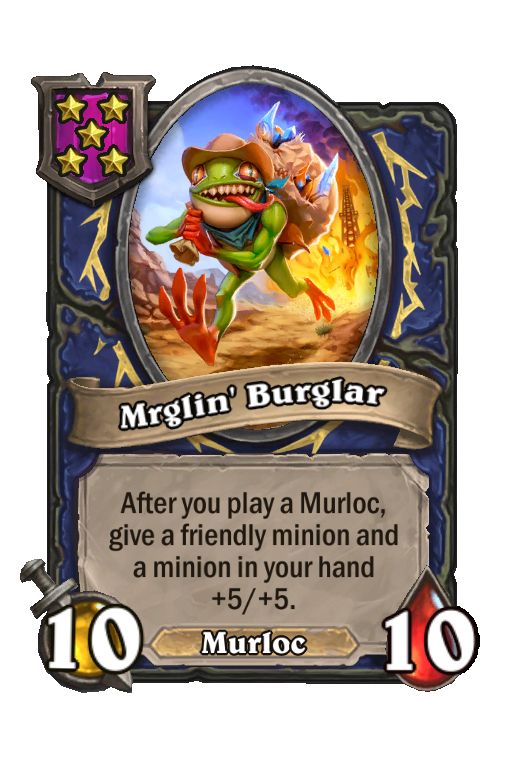 Mrglin' Burglar
After you play a Murloc,
give a friendly minion and
a minion in your hand
+5/+5.
10
Murloc
10